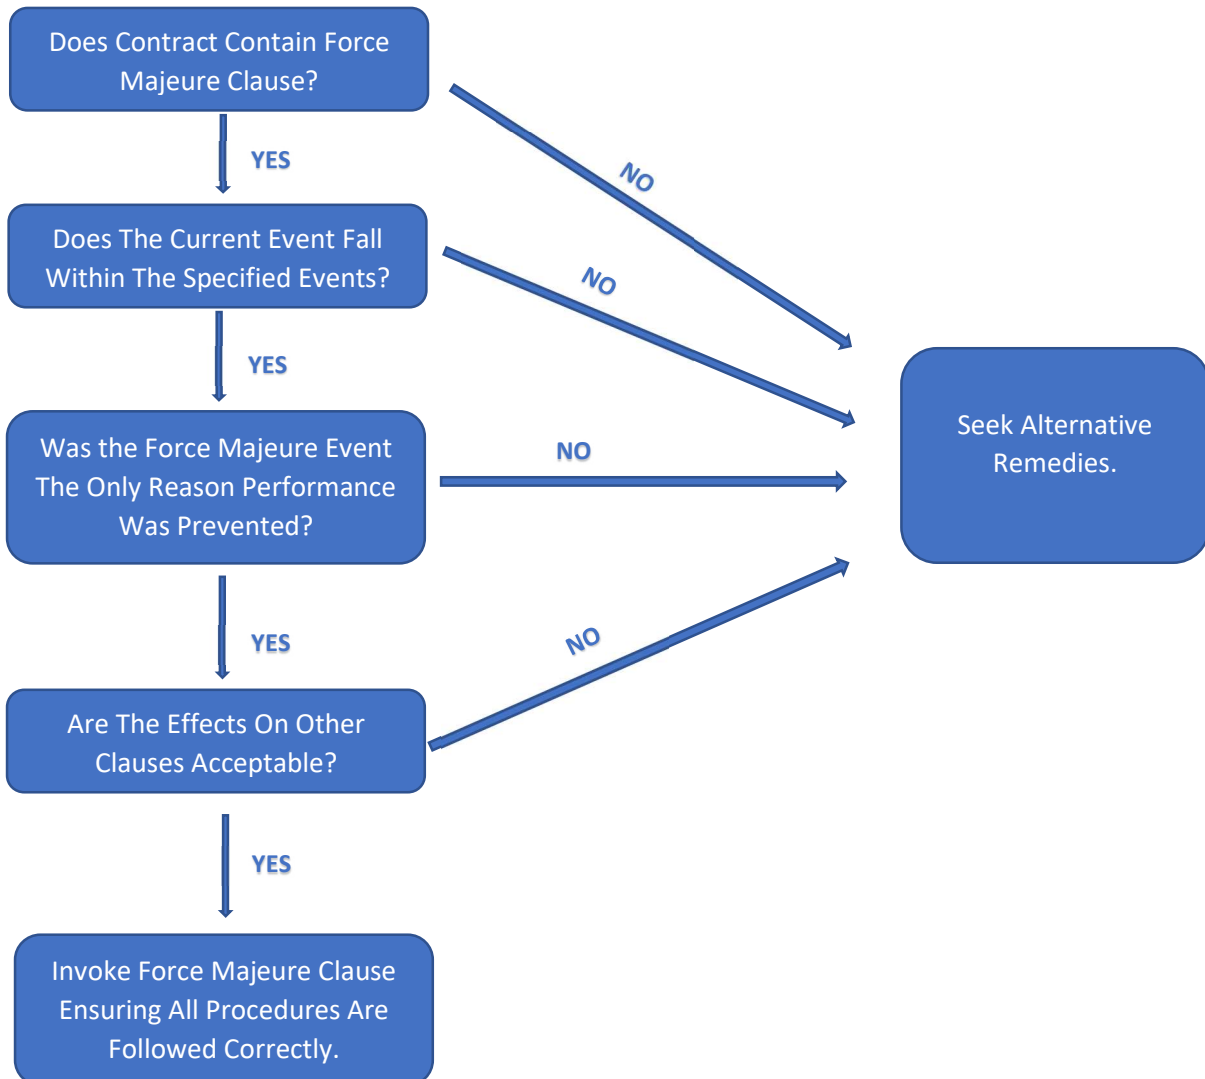 Does Contract Contain Force
Majeure Clause?
YES
NO
Does The Current Event Fall
Within The Specified Events?
NO
YES
Was the Force Majeure Event
The Only Reason Performance
Was Prevented?
NO
Seek Alternative
Remedies.
YES
NO
Are The Effects On Other
Clauses Acceptable?
YES
Invoke Force Majeure Clause
Ensuring All Procedures Are
Followed Correctly.